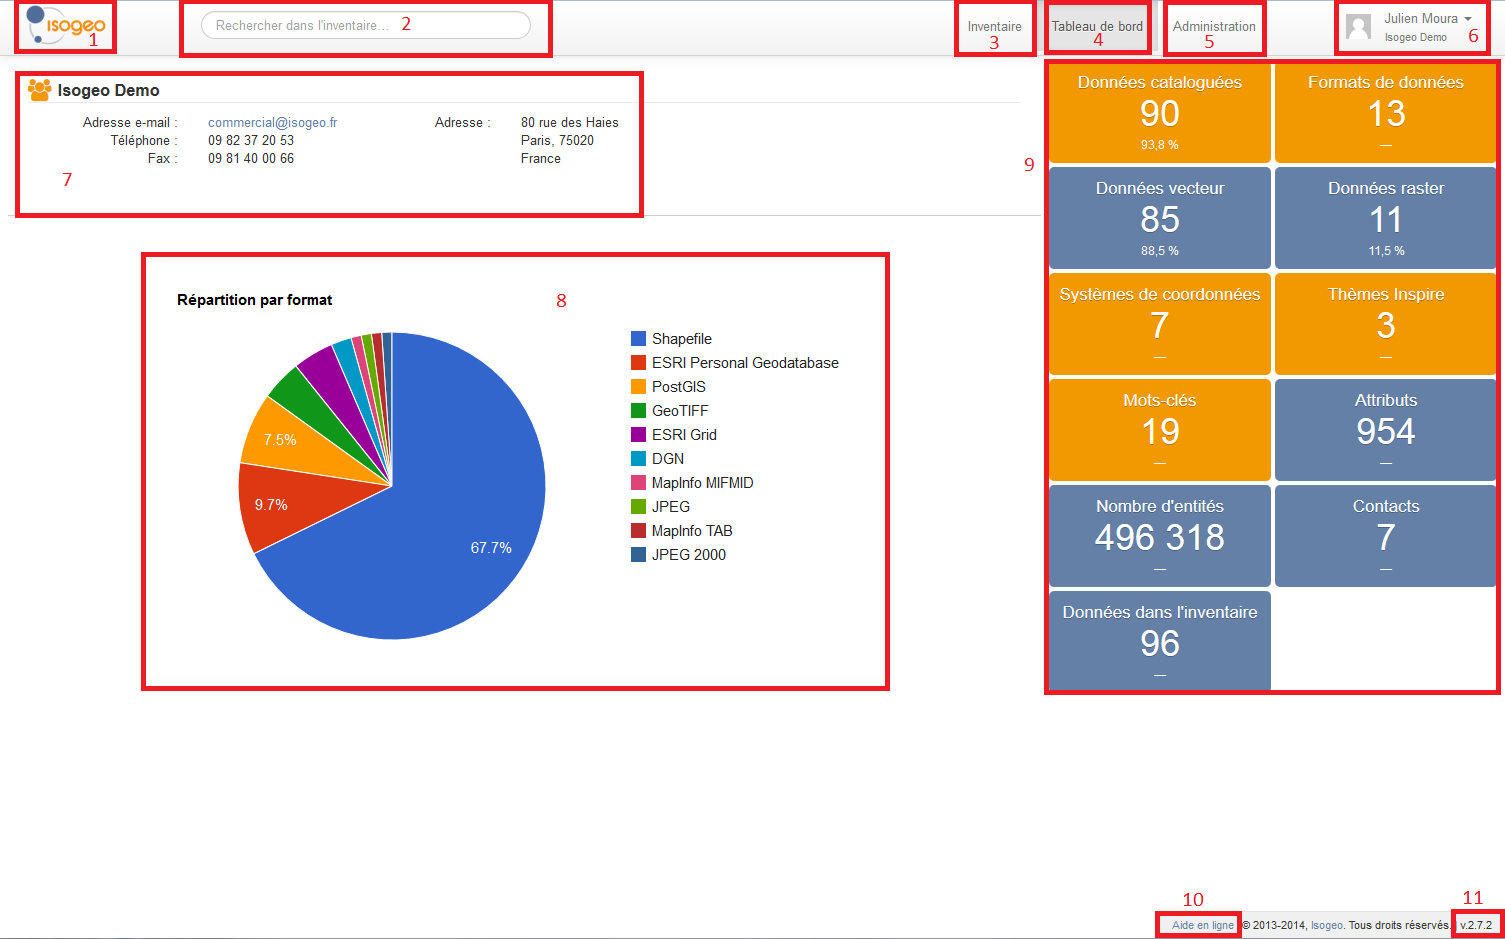 isogeo
1
Rechercher dans l'inventaire...
2
Inventaire
3
Tableau de bord
4
Administration
5
Julien Moura
Isogeo Demo
6
Isogeo Demo
Adresse e-mail : commercial@isogeo.fr Adresse : 80 rue des Haies
Téléphone : 09 82 37 20 53 Paris, 75020
Fax : 09 81 40 00 66 France
7
Répartition par format
8
67.7%
9.7%
7.5%
Shapefile
ESRI Personal Geodatabase
PostGIS
GeoTIFF
ESRI Grid
DGN
MapInfo MIFMID
JPEG
MapInfo TAB
JPEG 2000
9
Données cataloguées
90
93,8 %
Formats de données
13
—
Données vecteur
85
88,5 %
Données raster
11
11,5 %
Systèmes de coordonnées
7
—
Thèmes Inspire
3
—
Mots-clés
19
—
Attributs
954
—
Nombre d'entités
496 318
—
Contacts
7
—
Données dans l'inventaire
96
—
10
11
Aide en ligne © 2013-2014, Isogeo. Tous droits réservés. v.2.7.2